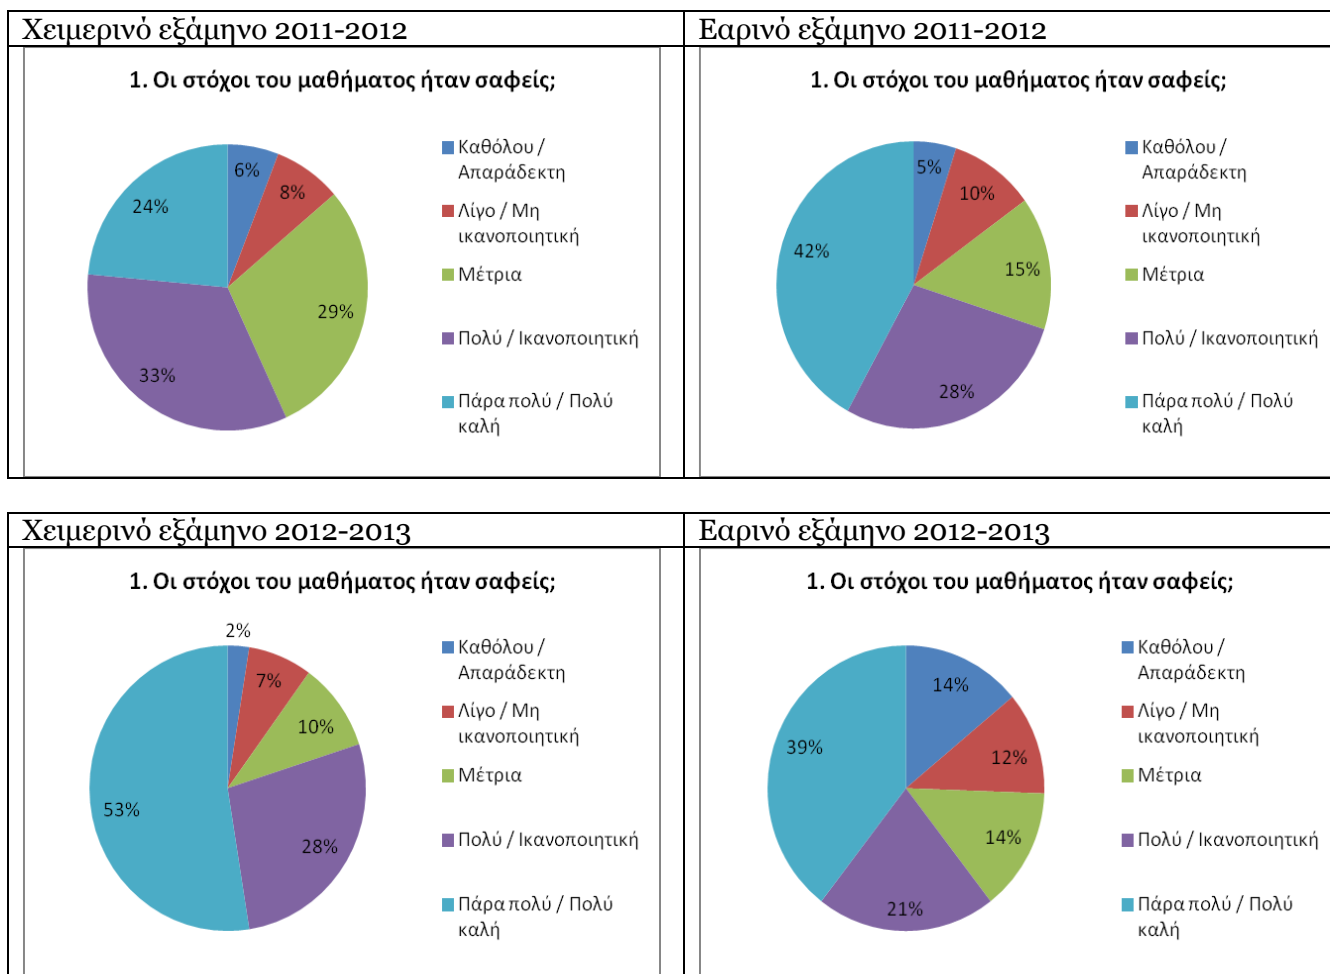 Χειμερινό εξάμηνο 2011-2012
1. Οι στόχοι του μαθήματος ήταν σαφείς;
6%
8%
29%
33%
24%
Καθόλου /
Απαράδεκτη
Λίγο / Μη
ικανοποιητική
Μέτρια
Πολύ / Ικανοποιητική
Πάρα πολύ / Πολύ
καλή
Εαρινό εξάμηνο 2011-2012
1. Οι στόχοι του μαθήματος ήταν σαφείς;
5%
10%
15%
28%
42%
Καθόλου /
Απαράδεκτη
Λίγο / Μη
ικανοποιητική
Μέτρια
Πολύ / Ικανοποιητική
Πάρα πολύ / Πολύ
καλή
Χειμερινό εξάμηνο 2012-2013
1. Οι στόχοι του μαθήματος ήταν σαφείς;
2%
7%
10%
28%
53%
Καθόλου /
Απαράδεκτη
Λίγο / Μη
ικανοποιητική
Μέτρια
Πολύ / Ικανοποιητική
Πάρα πολύ / Πολύ
καλή
Εαρινό εξάμηνο 2012-2013
1. Οι στόχοι του μαθήματος ήταν σαφείς;
14%
12%
14%
21%
39%
Καθόλου /
Απαράδεκτη
Λίγο / Μη
ικανοποιητική
Μέτρια
Πολύ / Ικανοποιητική
Πάρα πολύ / Πολύ
καλή